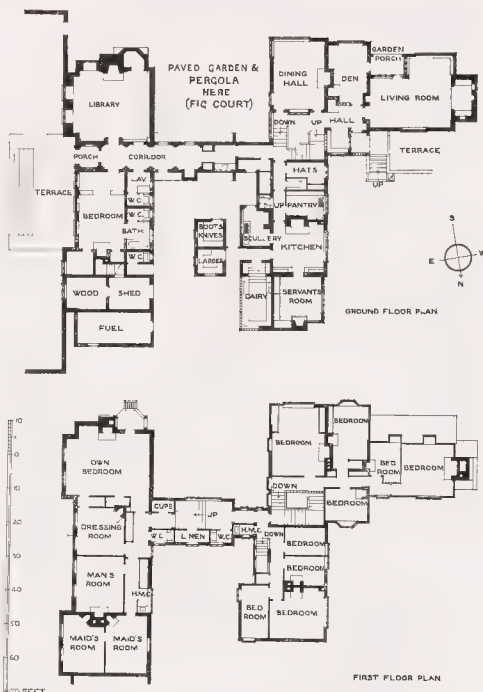 PAVED GARDEN &
PERGOLA
HERE
(FIG COURT)
LIBRARY
DINING
HALL
DEN
GARDEN
PORCH
LIVING ROOM
DOWN
UP
HALL
TERRACE
UP
PORCH
CORRIDOR
TERRACE
LAV
W.C.
BEDROOM
W.C.
BATH
W.C.
HATS
UP
PANTRY
BOOTS
KNIVES
SCULLERY
KITCHEN
LARDER
WOOD
SHED
FUEL
DAIRY
SERVANTS
ROOM
S
E
W
N
GROUND FLOOR PLAN
10
0
10
20
30
40
50
60
FEET
OWN
BEDROOM
DRESSING
ROOM
CUPS
W.C.
UP
LINEN
W.C.
H.M.C.
MAN'S
ROOM
H.M.C.
MAID'S
ROOM
MAID'S
ROOM
BEDROOM
BEDROOM
BED
ROOM
BEDROOM
DOWN
BEDROOM
DOWN
BEDROOM
BEDROOM
BED
ROOM
BEDROOM
FIRST FLOOR PLAN